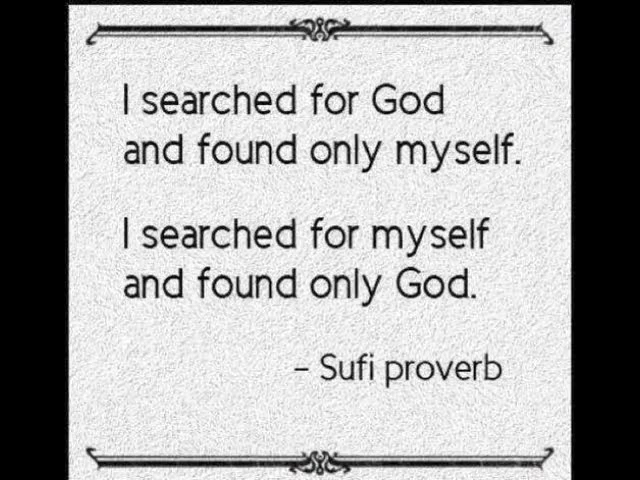 I searched for God
and found only myself.
I searched for myself
and found only God.
– Sufi proverb